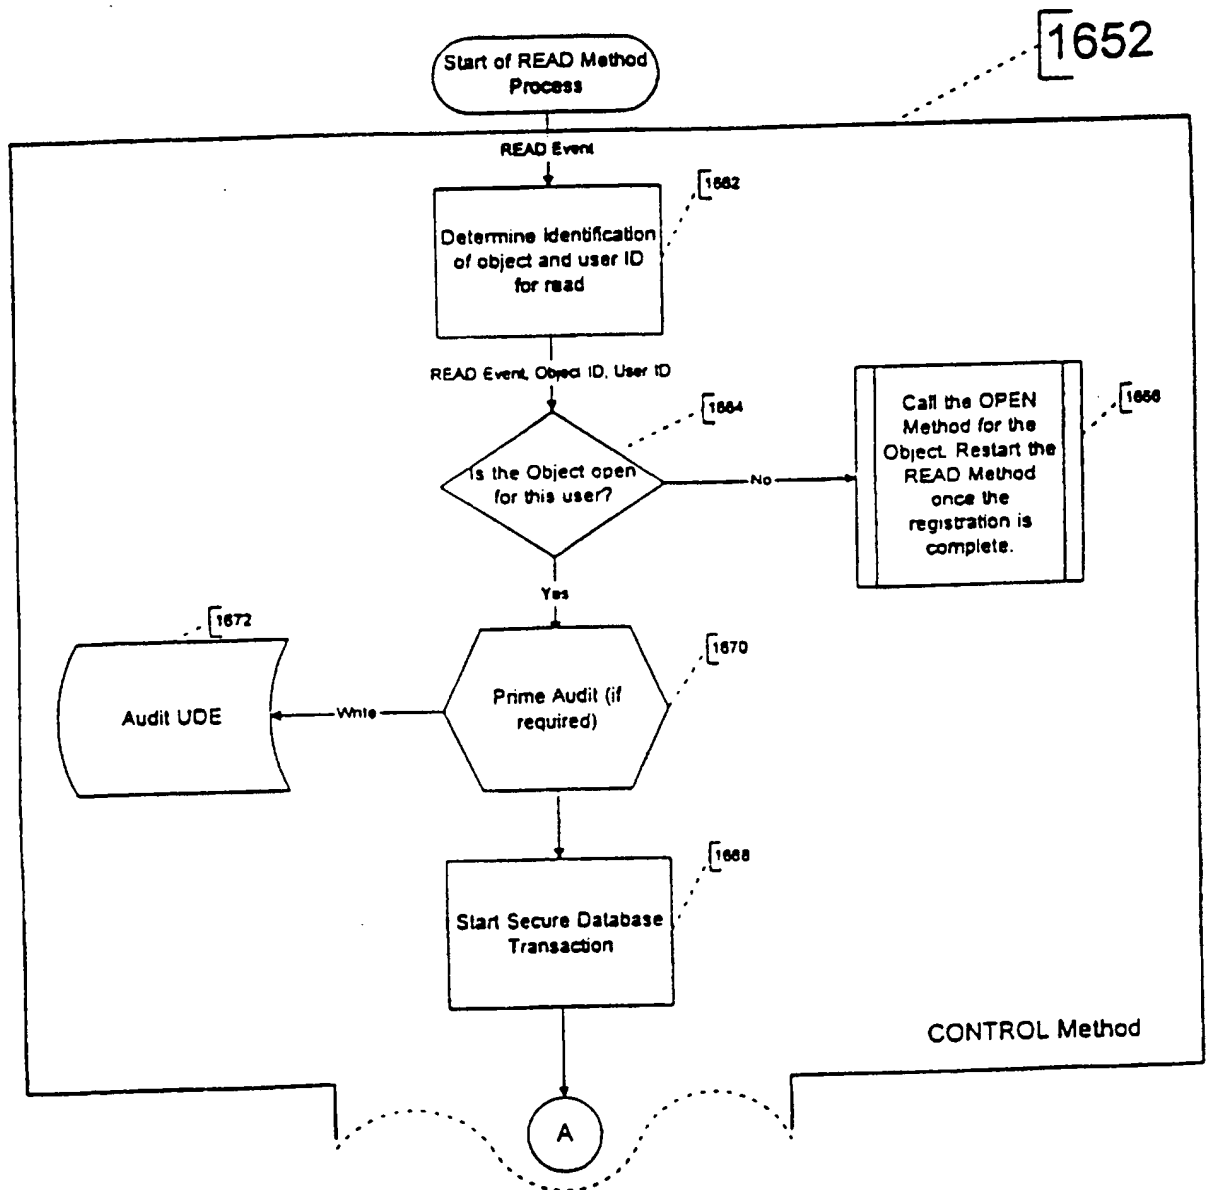 1652
Start of READ Method
Process
READ Event
1662
Determine Identification
of object and user ID
for read
READ Event, Object ID, User ID
1664
Is the Object open
for this user?
No
Call the OPEN
Method for the
Object. Restart the
READ Method
once the
registration is
complete.
1666
Yes
1672
Audit UDE
Write
Prime Audit (if
required)
1670
1668
Start Secure Database
Transaction
CONTROL Method
A